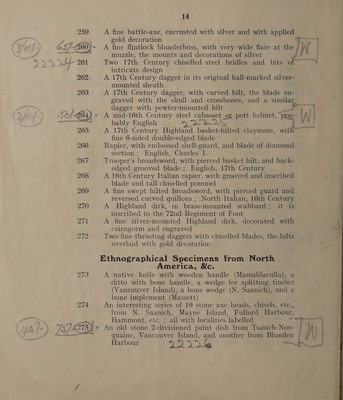 14
259 A fine battle-axe, encrusted with silver and with applied
gold decoration
260 A fine flintlock blunderbuss, with very wide flare at the
muzzle, the mounts and decorations of silver
W
22224 261 Two 17th Century chiselled steel bridles and bits of
intricate design
262 A 17th Century dagger in its original hall-marked silver-
mounted sheath
263 A 17th Century dagger, with carved hilt, the blade en-
graved with the skull and crossbones, and a similar
dagger with pewter-mounted hilt
264 A mid-16th Century steel cabasset or pott helmet, pro-
bably English 22225
W
265 A 17th Century Highland basket-hilted claymore, with
fine 6-sided double-edged blade
266 Rapier, with embossed shell-guard, and blade of diamond
section; English, Charles I.
267 Trooper's broadsword, with pierced basket hilt, and back-
edged grooved blade; English, 17th Century
268 A 16th Century Italian rapier, with grooved and inscribed
blade and tall chiselled pommel
269 A fine swept hilted broadsword, with pierced guard and
reversed curved quillons; North Italian, 16th Century
270 A Highland dirk, in brass-mounted scabbard; it is
inscribed to the 72nd Regiment of Foot
271 A fine silver-mounted Highland dirk, decorated with
cairngorm and engraved
272 Two fine thrusting daggers with chiselled blades, the hilts
overlaid with gold decoration
Ethnographical Specimens from North
America, &c.
273 A native knife with wooden handle (Mamalilaculla), a
ditto with bone handle, a wedge for splitting timber
(Vancouver Island), a bone wedge (N. Saanich), and a
bone implement (Massett)
274 An interesting series of 19 stone axe heads, chisels, etc.,
from N. Saanich, Mayne Island, Fulford Harbour,
Hammont, etc.; all with localities labelled
45/- 75/- 275 An old stone 2-divisioned paint dish from Tsasich-Non-
quaine, Vancouver Island, and another from Blunden
Harbour 22226
W